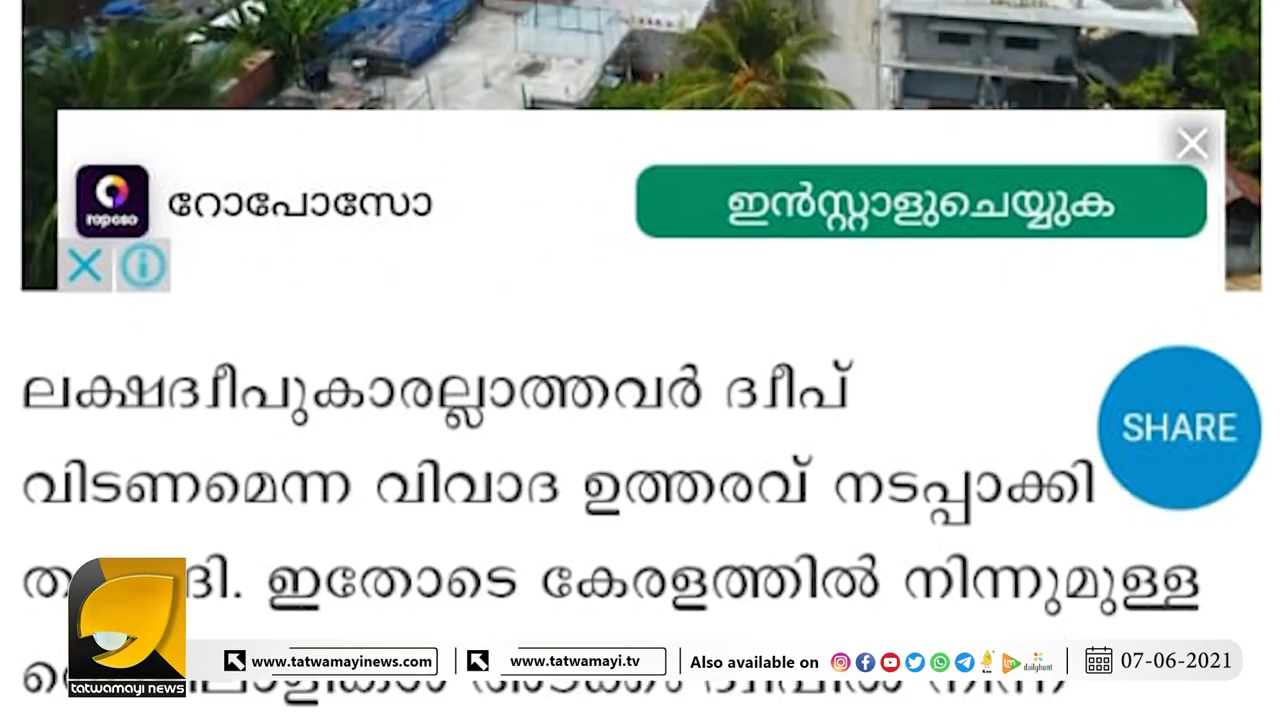 roposo
റോപോസോ
ഇൻസ്റ്റാളുചെയ്യുക
ലക്ഷദ്വീപുകാരല്ലാത്തവർ ദ്വീപ്
SHARE
വിടണമെന്ന വിവാദ ഉത്തരവ് നടപ്പാക്കി
ഇതോടെ കേരളത്തിൽ നിന്നുമുള്ള
അടക്കം ദ്വീപിൽ നിന്ന്
tatwamayi news
www.tatwamayinews.com
www.tatwamayi.tv
Also available on
dailyhunt
07-06-2021